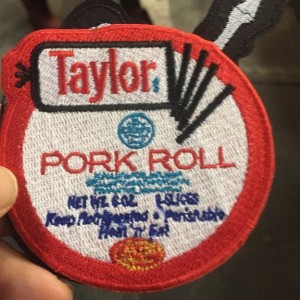 Taylor
PORK ROLL
NET WT. 6 OZ.
Keep Refrigerated • Perishable
Heat 'n' Eat